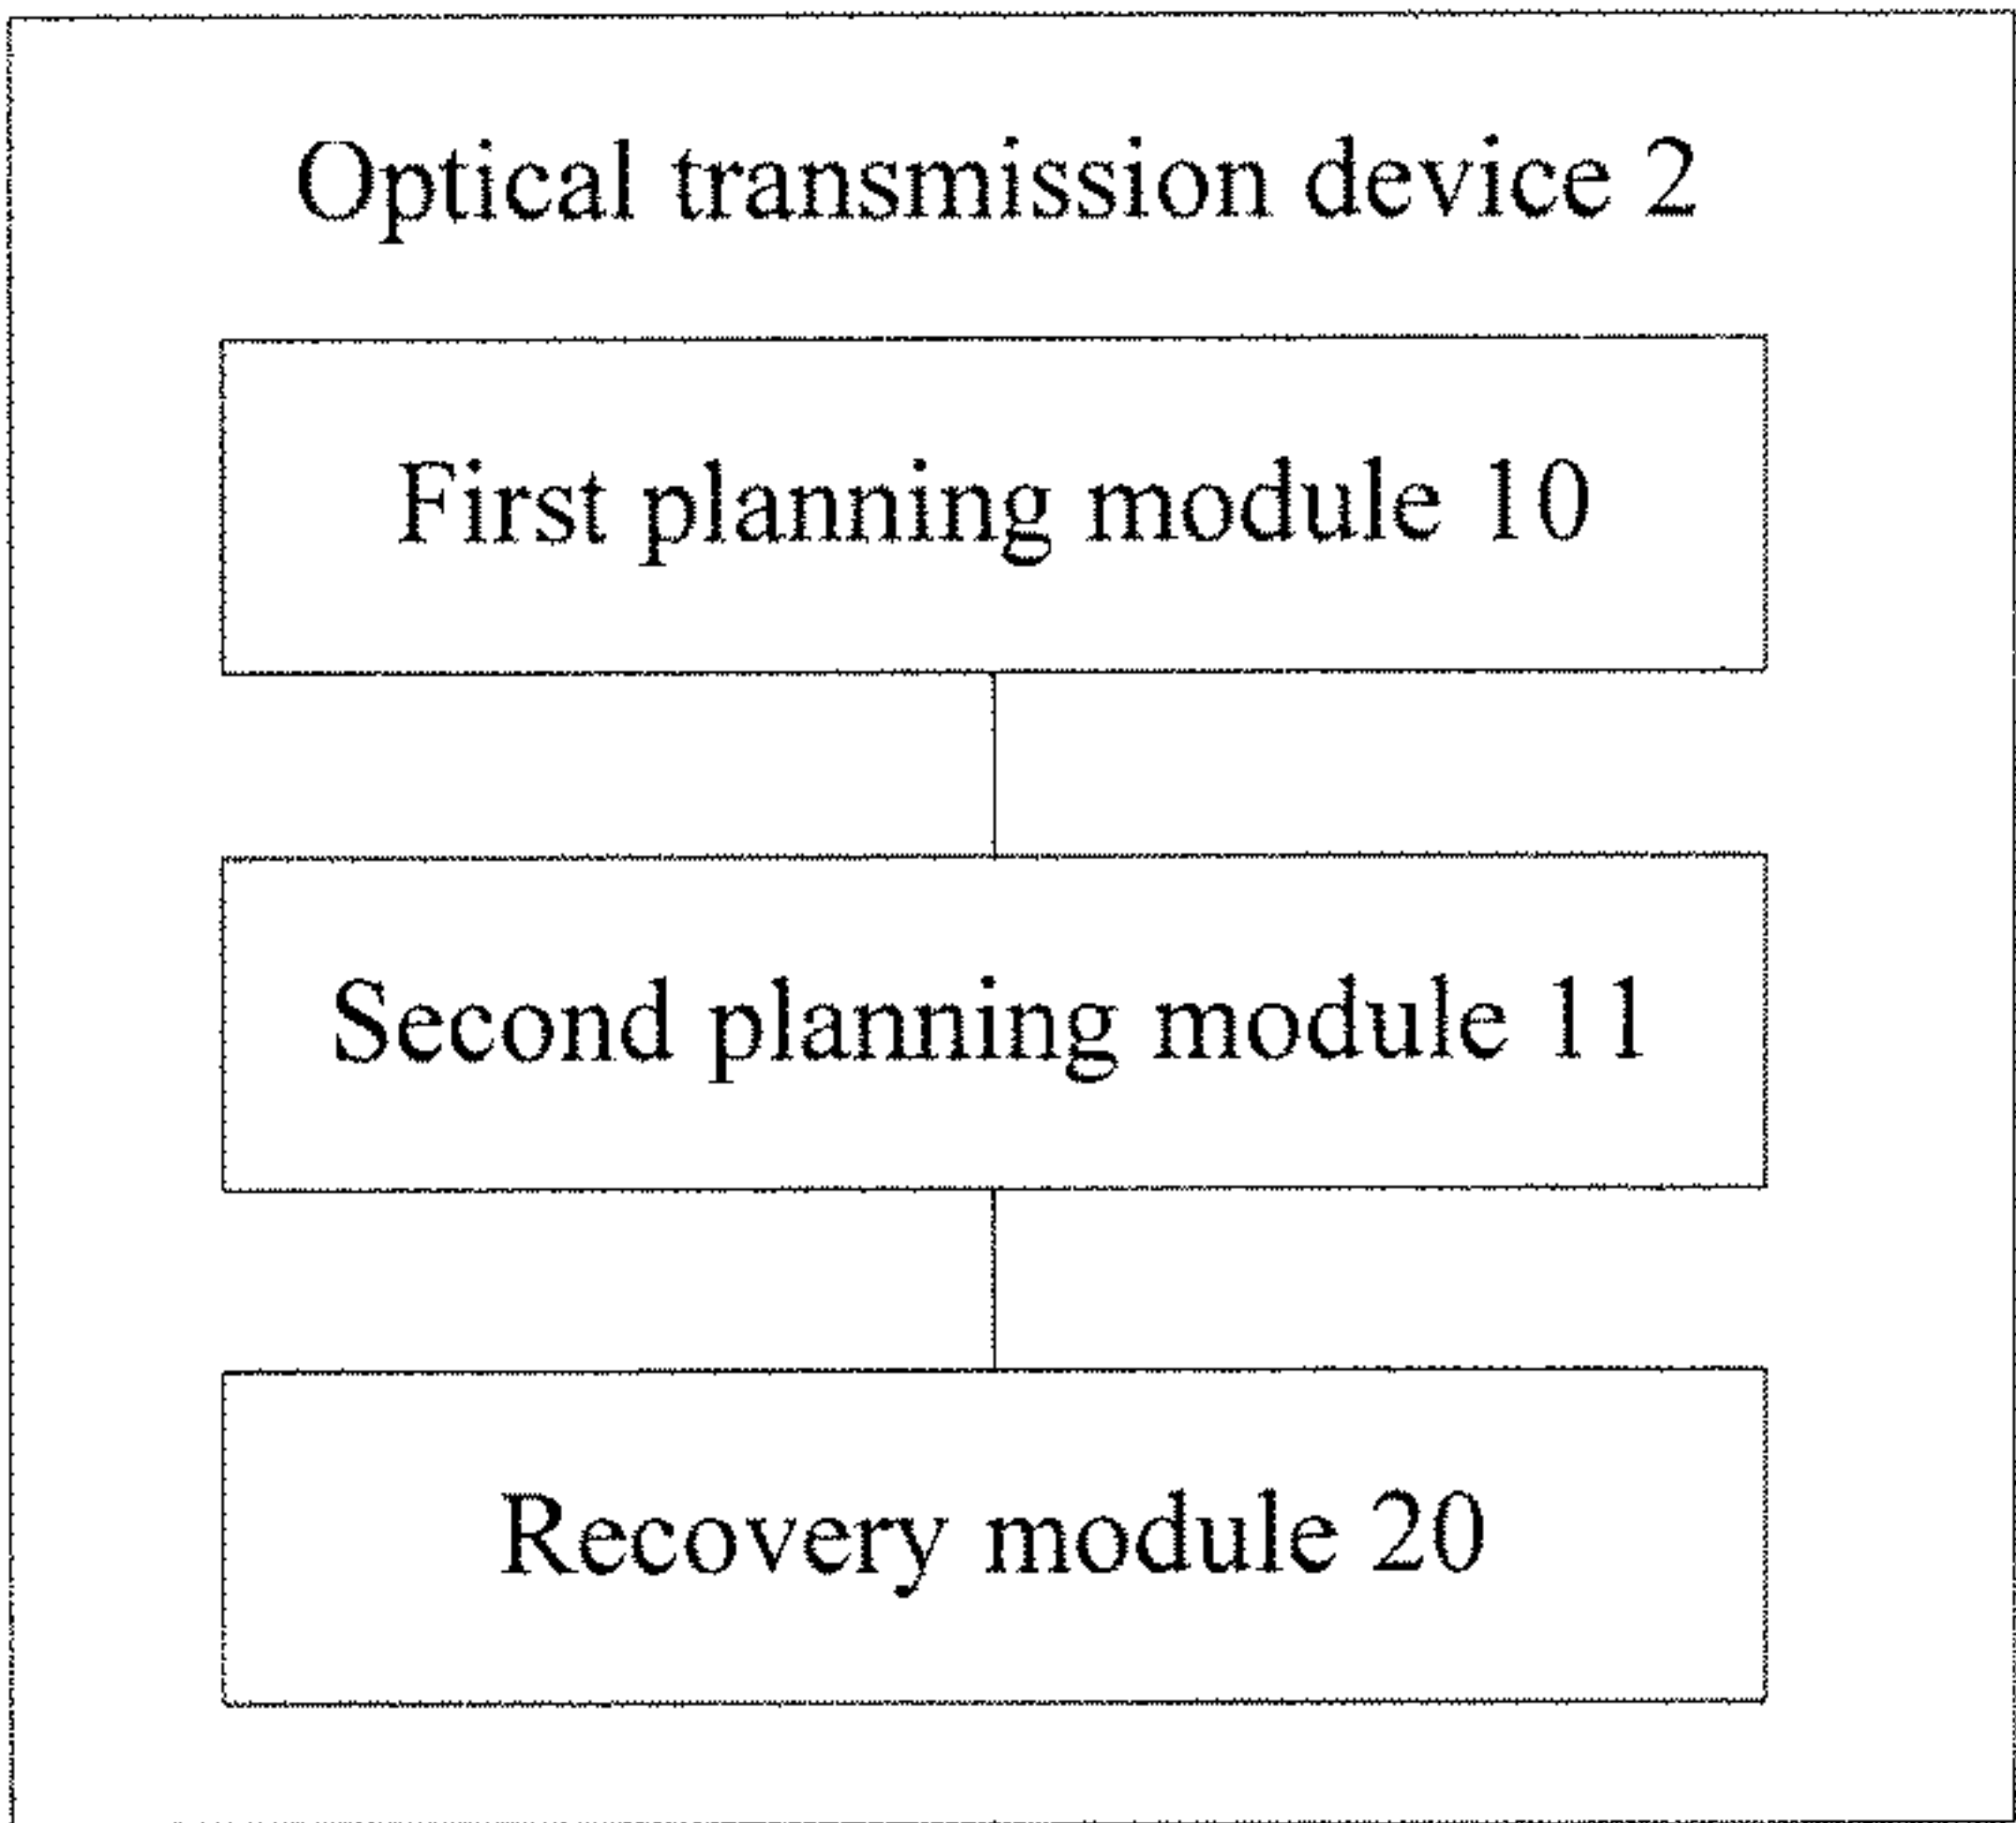 Optical transmission device 2
First planning module 10
Second planning module 11
Recovery module 20